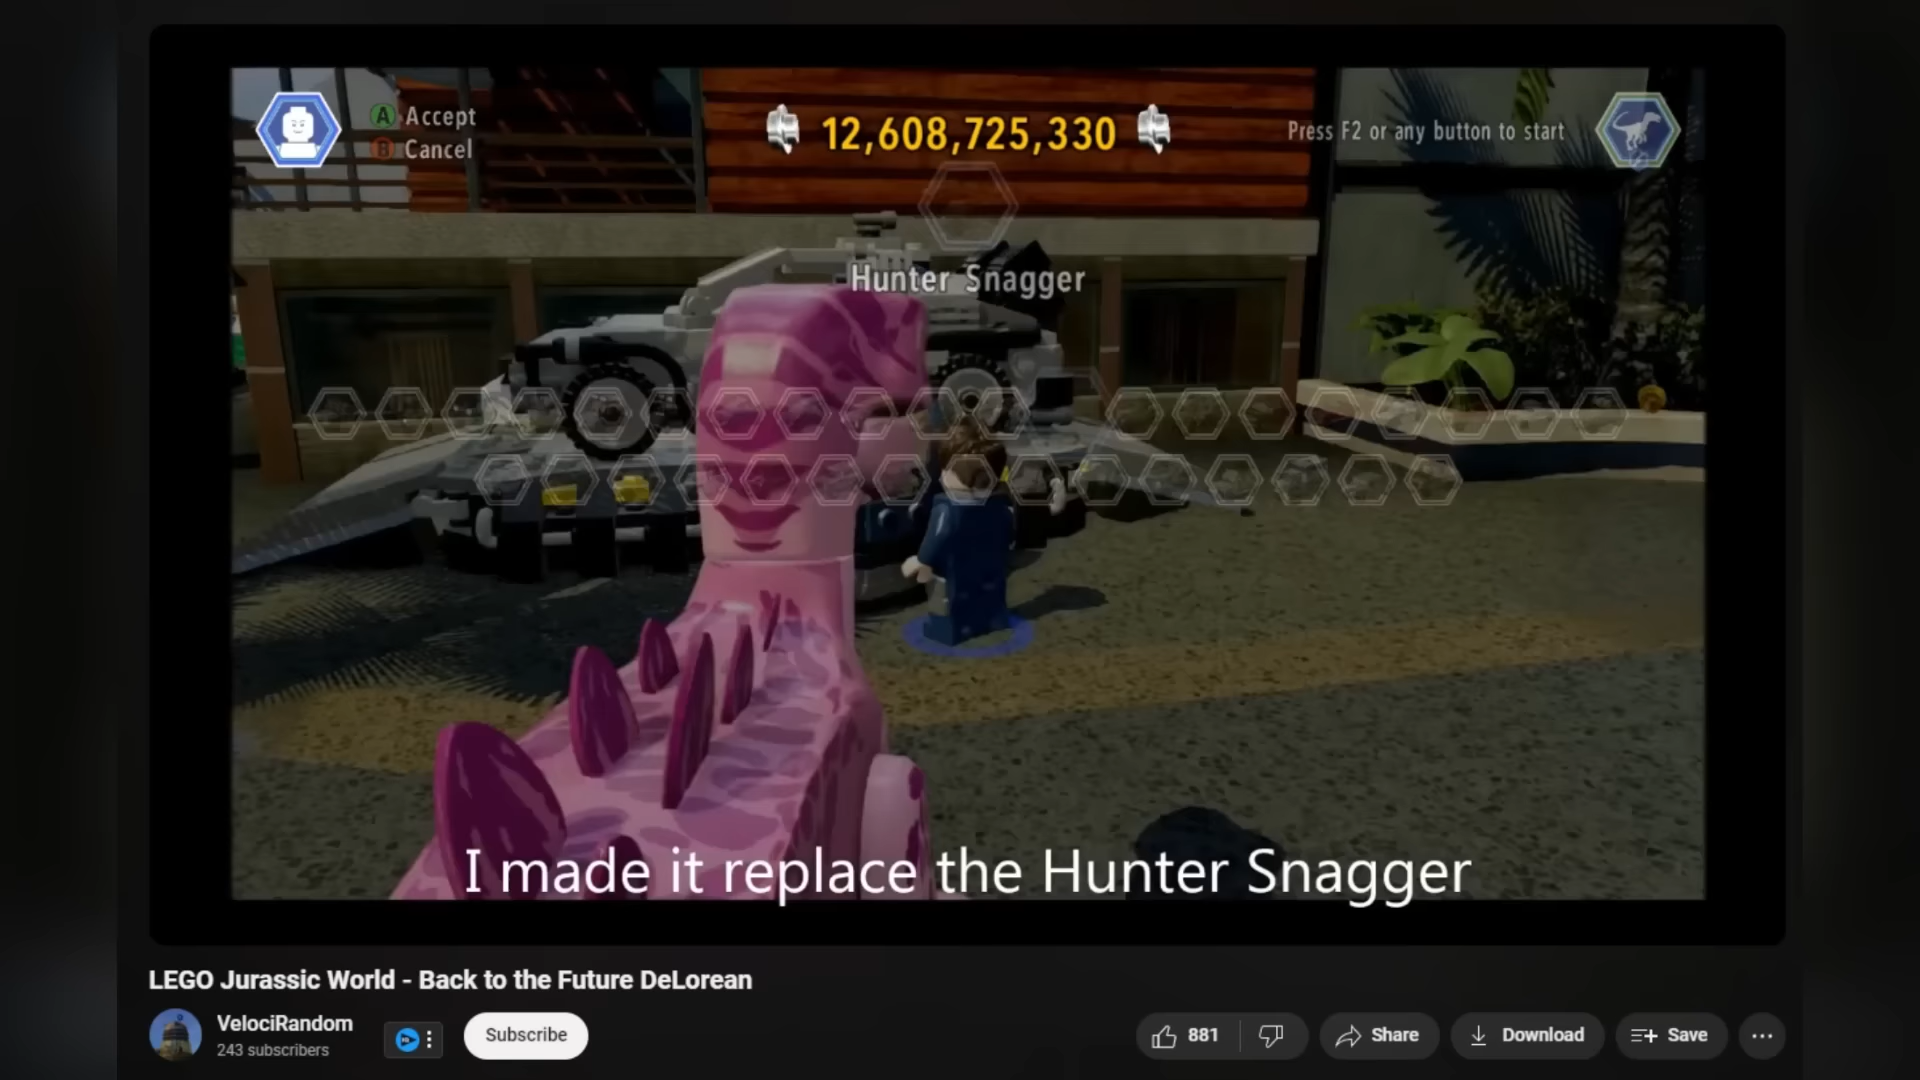 A Accept
B Cancel
12,608,725,330
Press F2 or any button to start
Hunter Snagger
I made it replace the Hunter Snagger
LEGO Jurassic World - Back to the Future DeLorean
VelociRandom
243 subscribers
Subscribe
881
Share
Download
Save